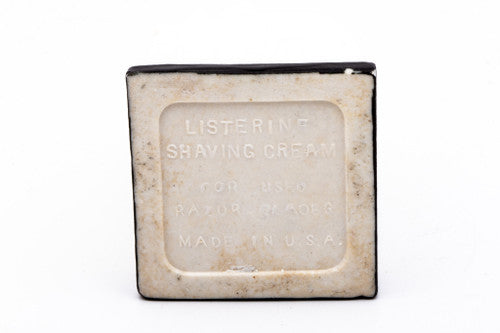 LISTERINE
SHAVING CREAM
FOR USED
RAZOR BLADES
MADE IN U.S.A.